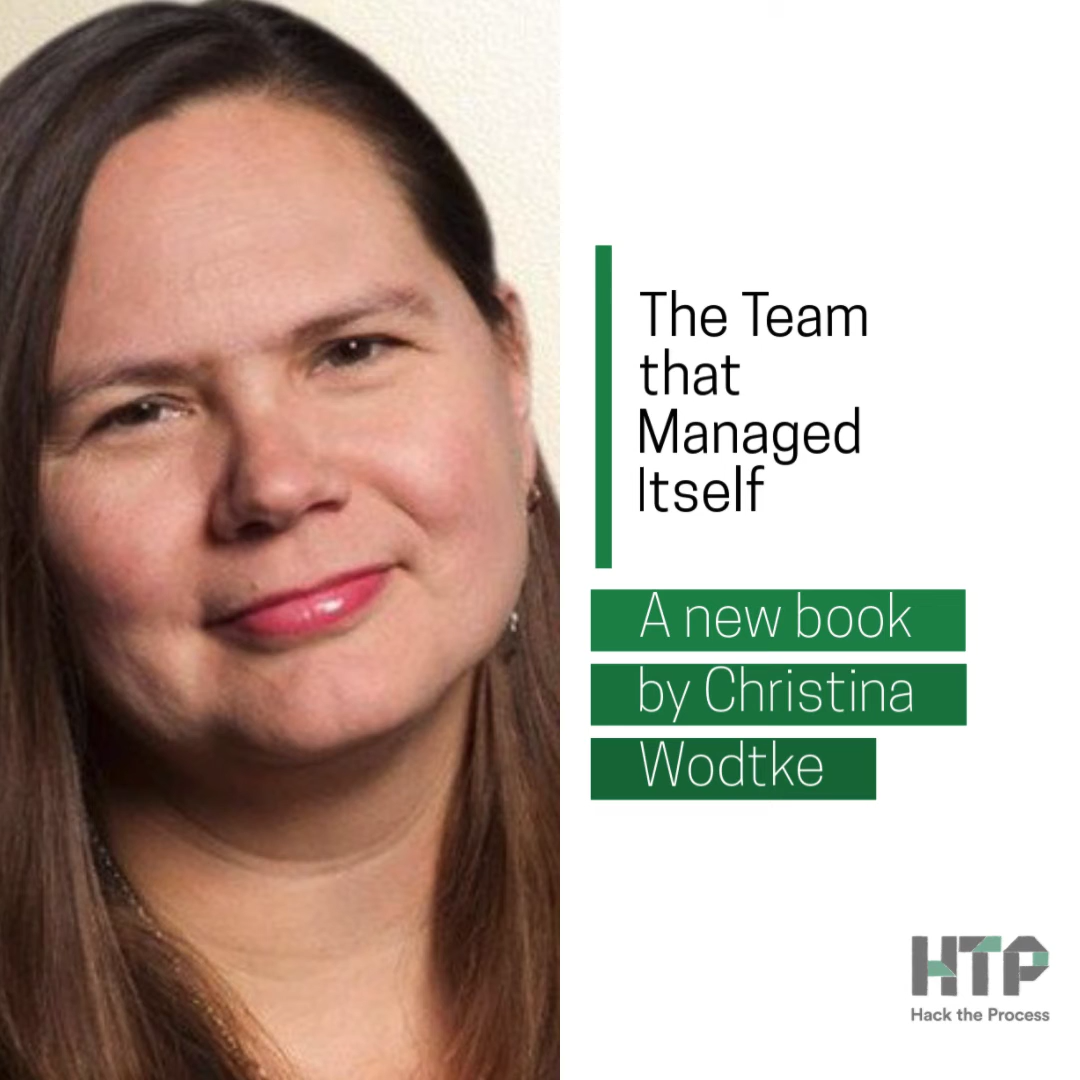 The Team
that
Managed
Itself
A new book
by Christina
Wodtke
HTP
Hack the Process